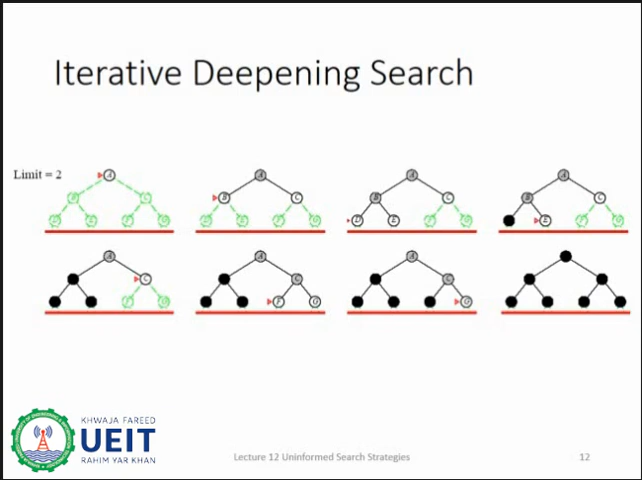 Iterative Deepening Search
Limit = 2
A
A
A
A
B
C
B
C
B
C
B
C
D
E
E
A
A
A
C
C
C
F
G
G
KHWAJA FAREED
UEIT
RAHIM YAR KHAN
Lecture 12 Uninformed Search Strategies
12